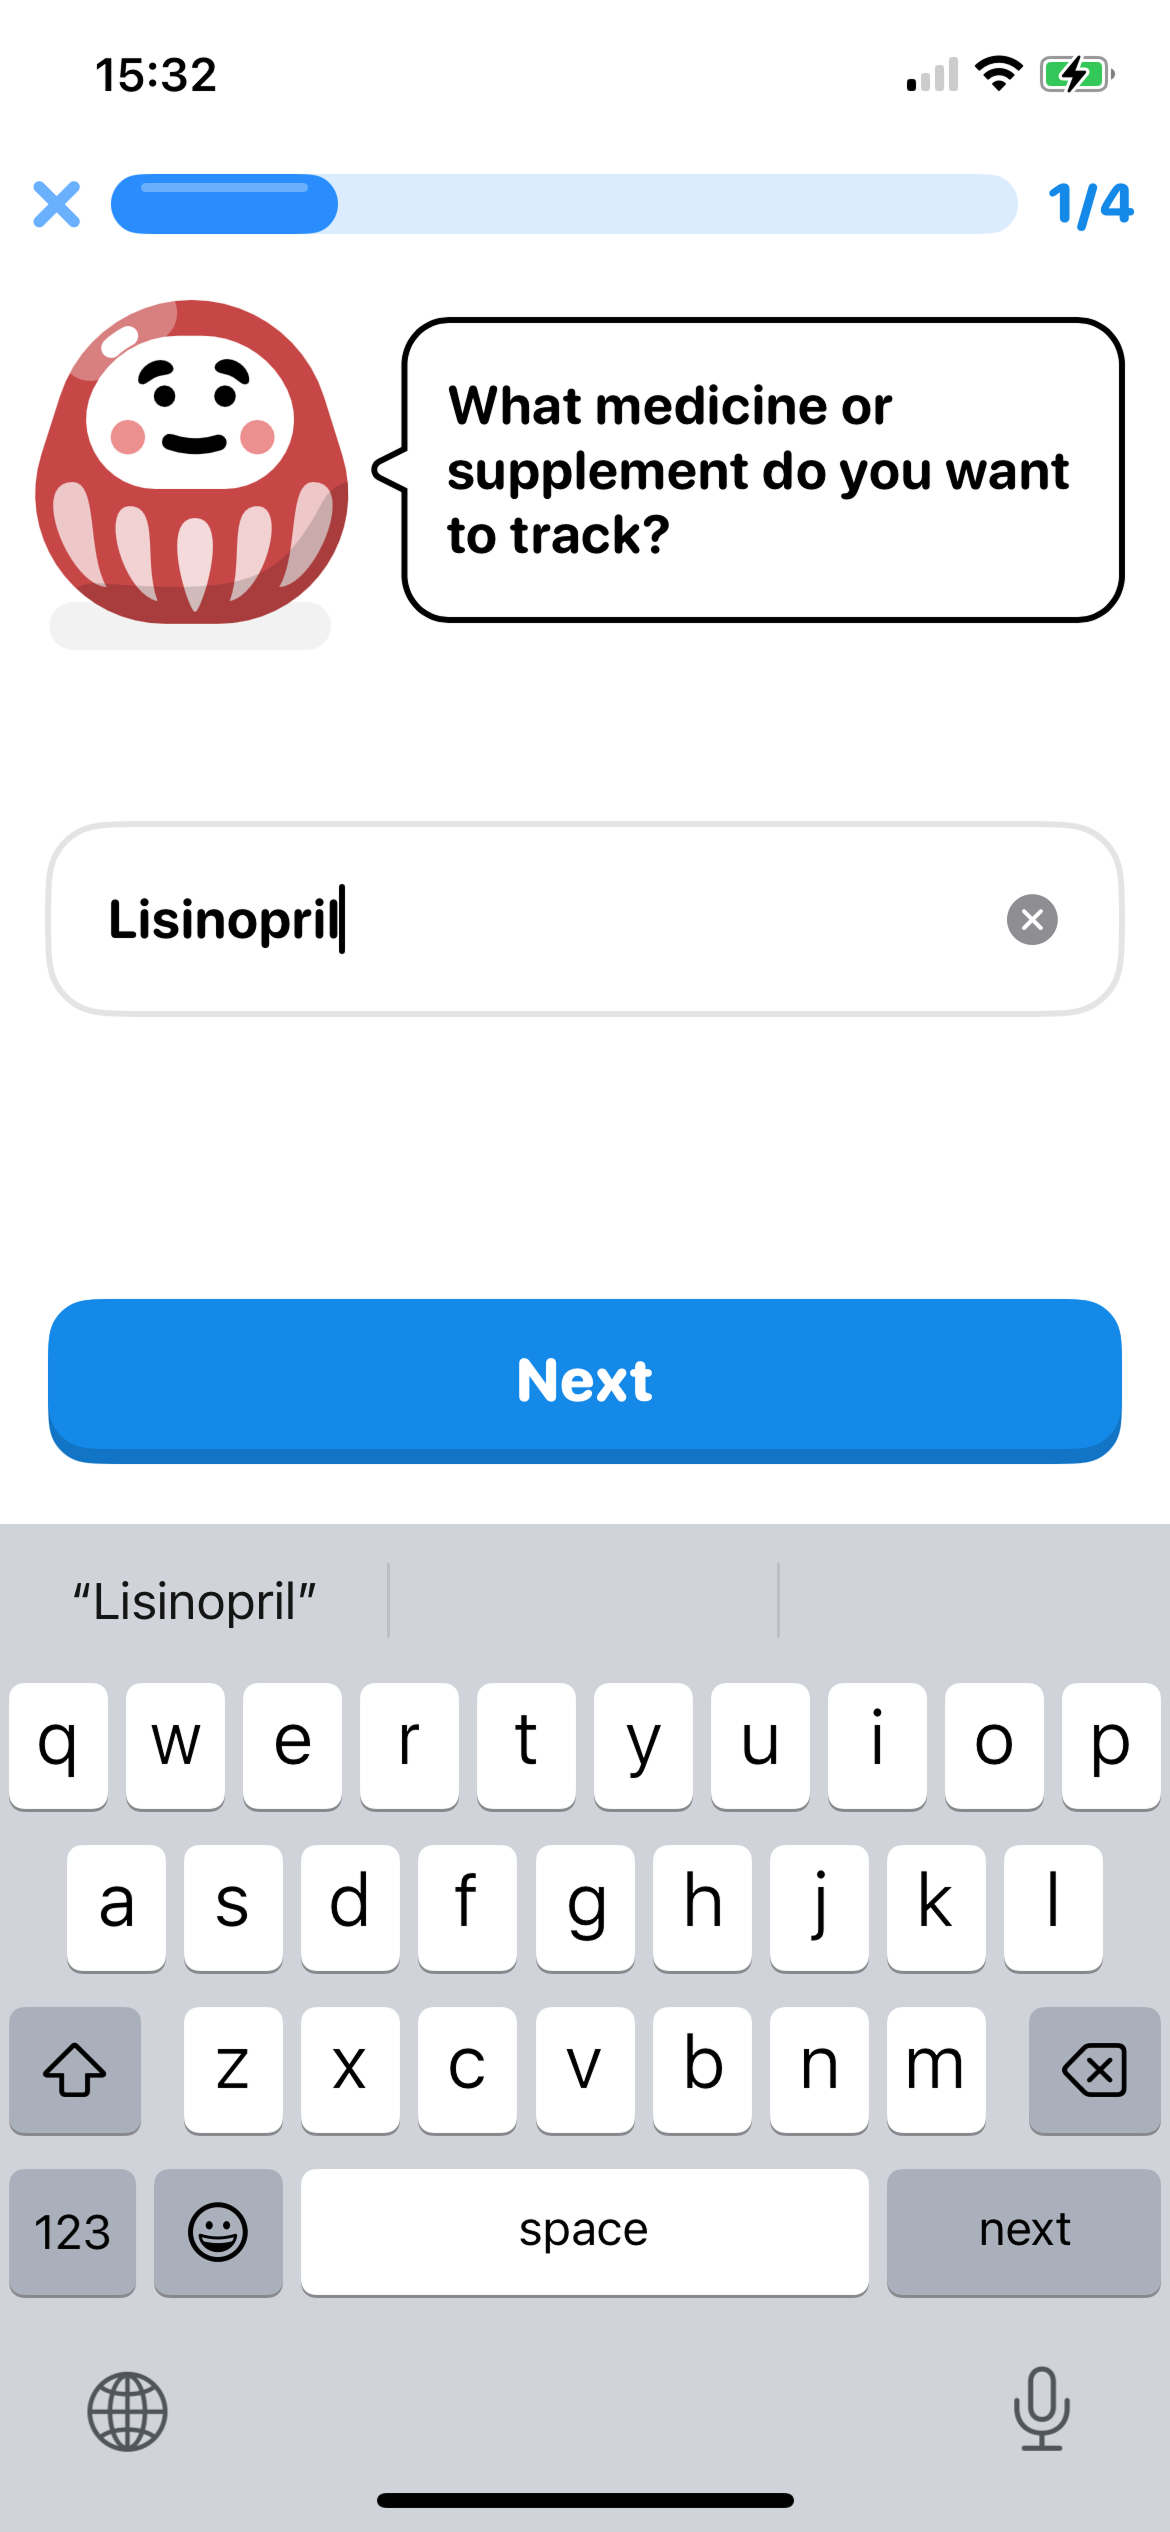 15:32
1/4
What medicine or
supplement do you want
to track?
Lisinopril
Next
“Lisinopril”
q w e r t y u i o p
a s d f g h j k l
z x c v b n m
123 space next